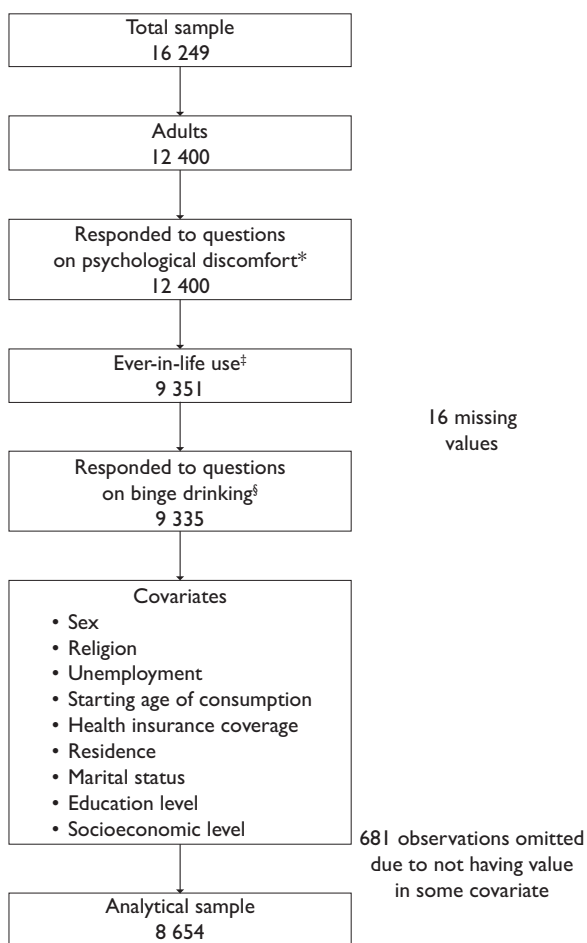 Total sample
16 249
Adults
12 400
Responded to questions
on psychological discomfort*
12 400
Ever-in-life use‡
9 351
16 missing
values
Responded to questions
on binge drinking§
9 335
Covariates
• Sex
• Religion
• Unemployment
• Starting age of consumption
• Health insurance coverage
• Residence
• Marital status
• Education level
• Socioeconomic level
681 observations omitted
due to not having value
in some covariate
Analytical sample
8 654